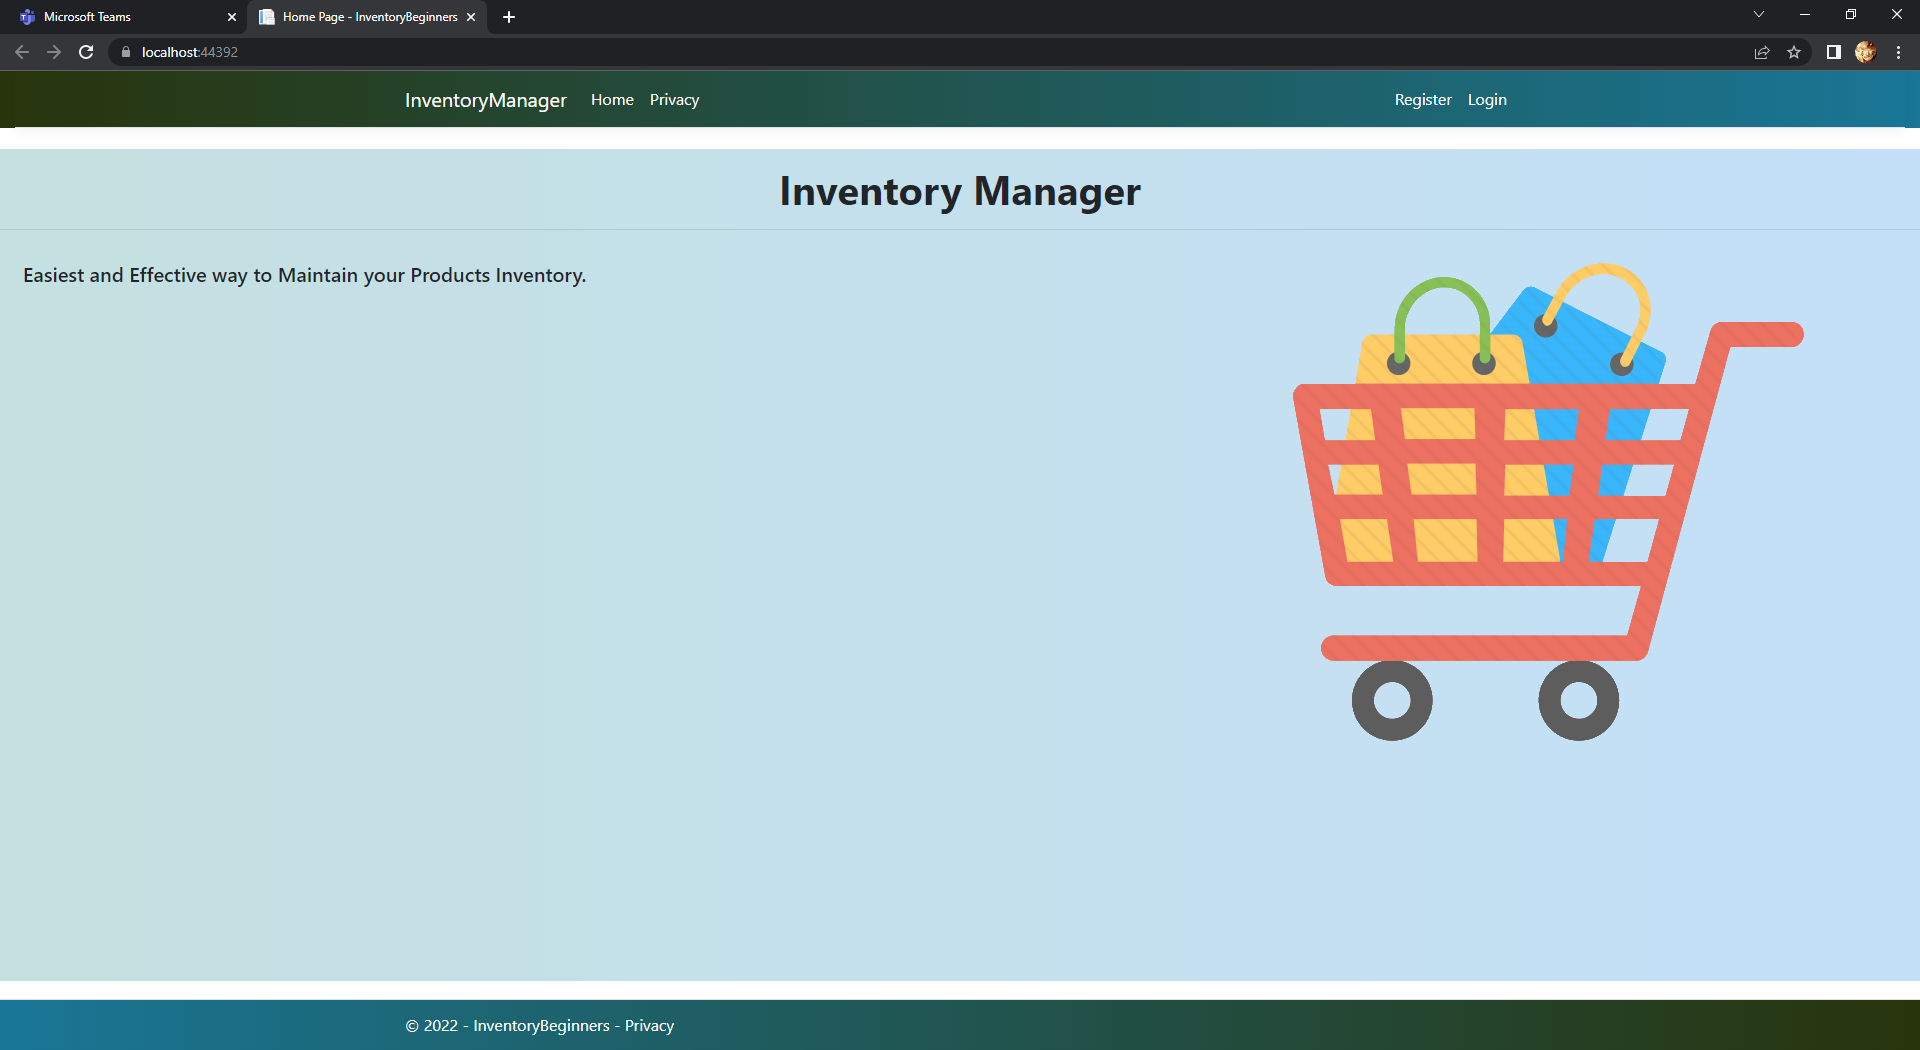 Microsoft Teams
Home Page - InventoryBeginners
localhost:44392
InventoryManager Home Privacy Register Login
Inventory Manager
Easiest and Effective way to Maintain your Products Inventory.
© 2022 - InventoryBeginners - Privacy